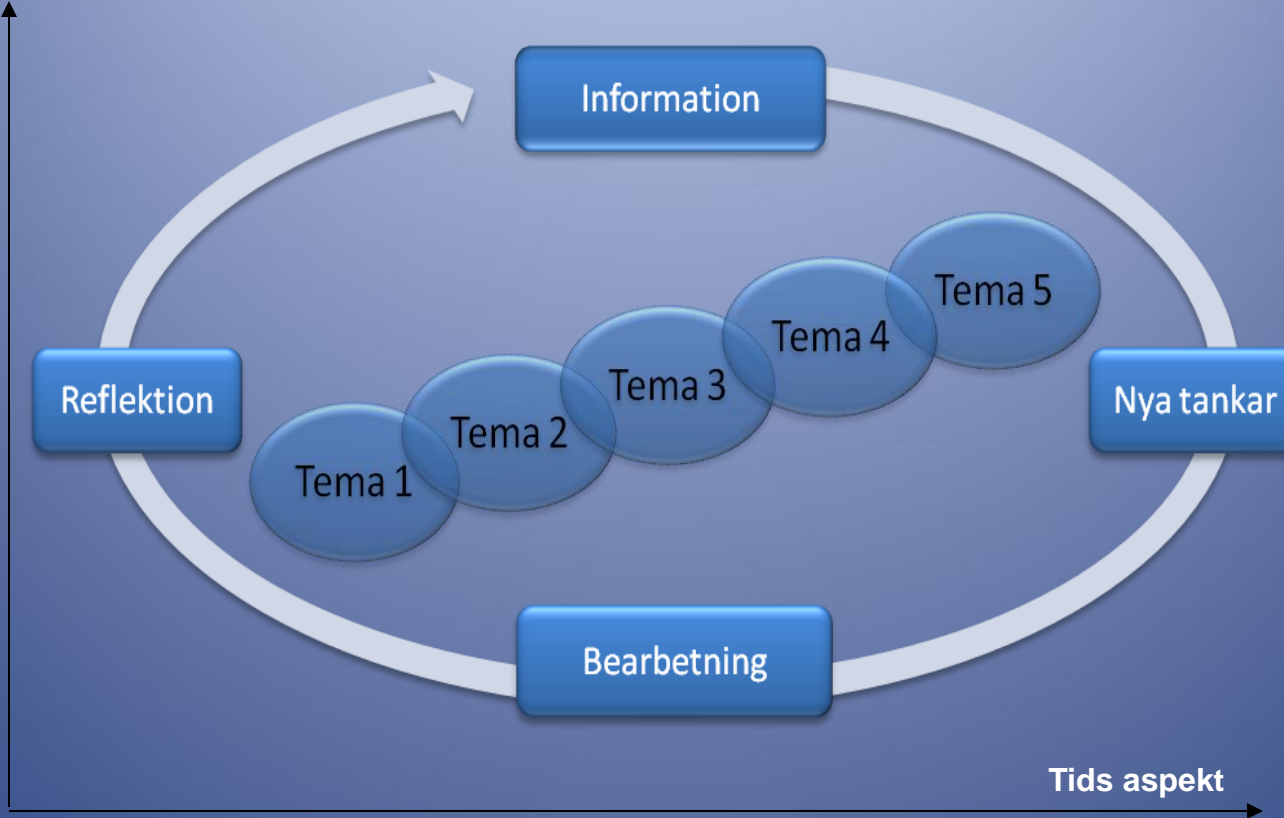 Information
Tema 5
Tema 4
Tema 3
Reflektion
Nya tankar
Tema 2
Tema 1
Bearbetning
Tids aspekt